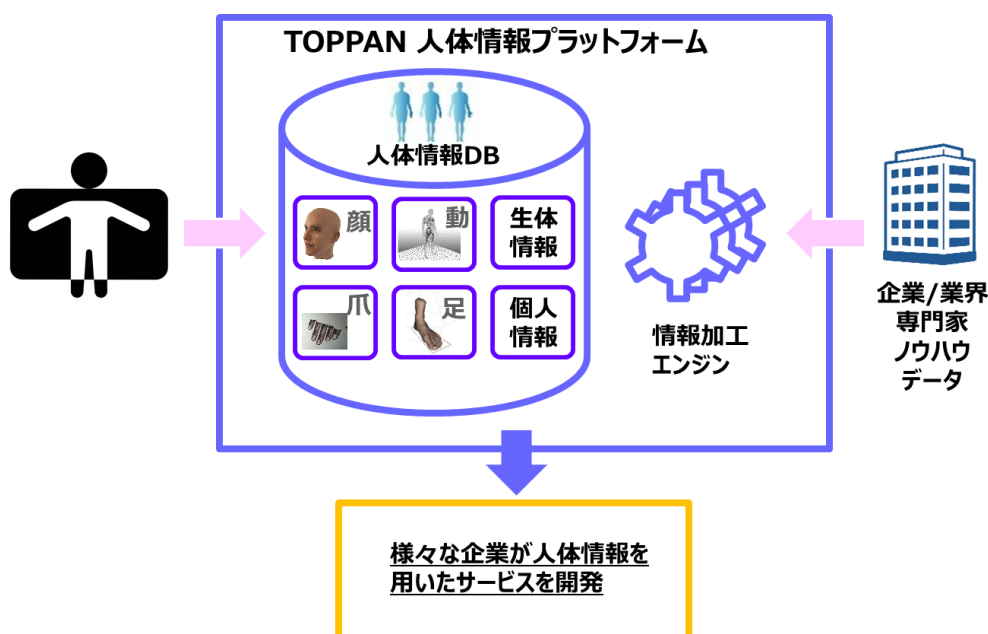 TOPPAN 人体情報プラットフォーム
人体情報DB
顔
動
生体
情報
爪
足
個人
情報
情報加工
エンジン
企業/業界
専門家
ノウハウ
データ
様々な企業が人体情報を
用いたサービスを開発